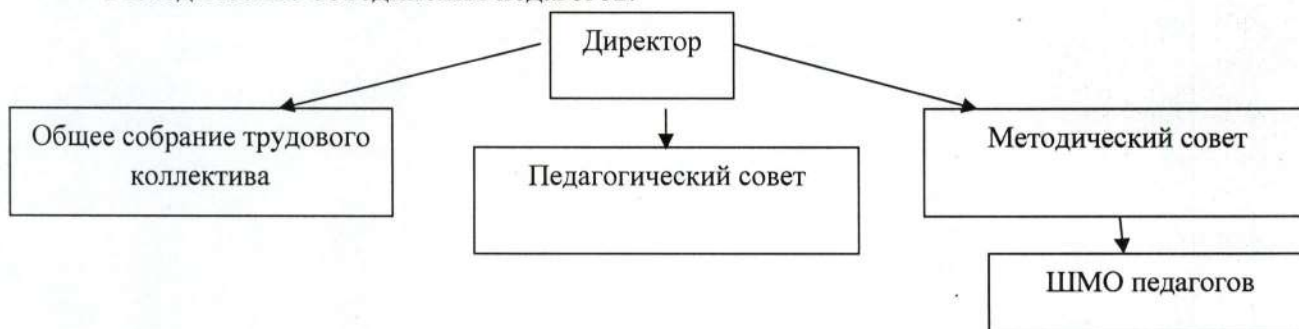 Директор
Общее собрание трудового
коллектива
Педагогический совет
Методический совет
ШМО педагогов